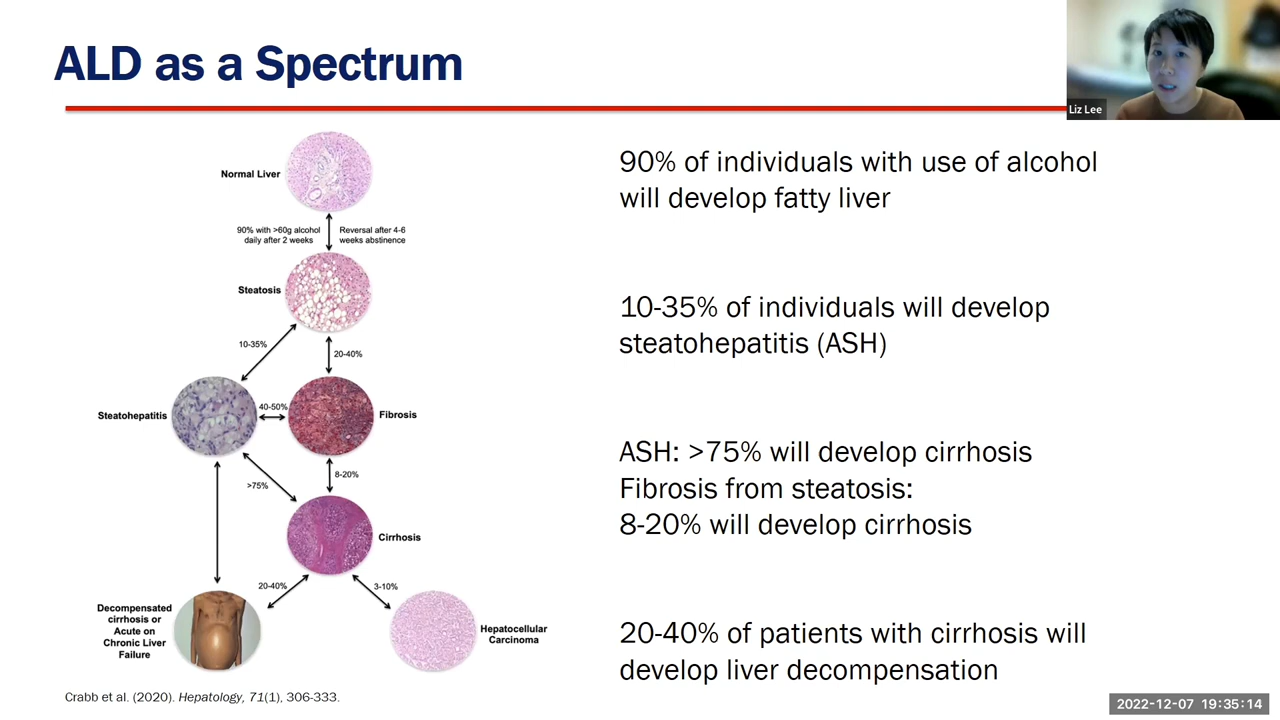 ALD as a Spectrum
Liz Lee
Normal Liver
90% with >60g alcohol
daily after 2 weeks
Reversal after 4-6
weeks abstinence
Steatosis
10-35%
20-40%
Steatohepatitis
40-50%
Fibrosis
>75%
8-20%
Cirrhosis
20-40%
3-10%
Decompensated
cirrhosis or
Acute on
Chronic Liver
Failure
Hepatocellular
Carcinoma
90% of individuals with use of alcohol
will develop fatty liver
10-35% of individuals will develop
steatohepatitis (ASH)
ASH: >75% will develop cirrhosis
Fibrosis from steatosis:
8-20% will develop cirrhosis
20-40% of patients with cirrhosis will
develop liver decompensation
Crabb et al. (2020). Hepatology, 71(1), 306-333.
2022-12-07 19:35:14